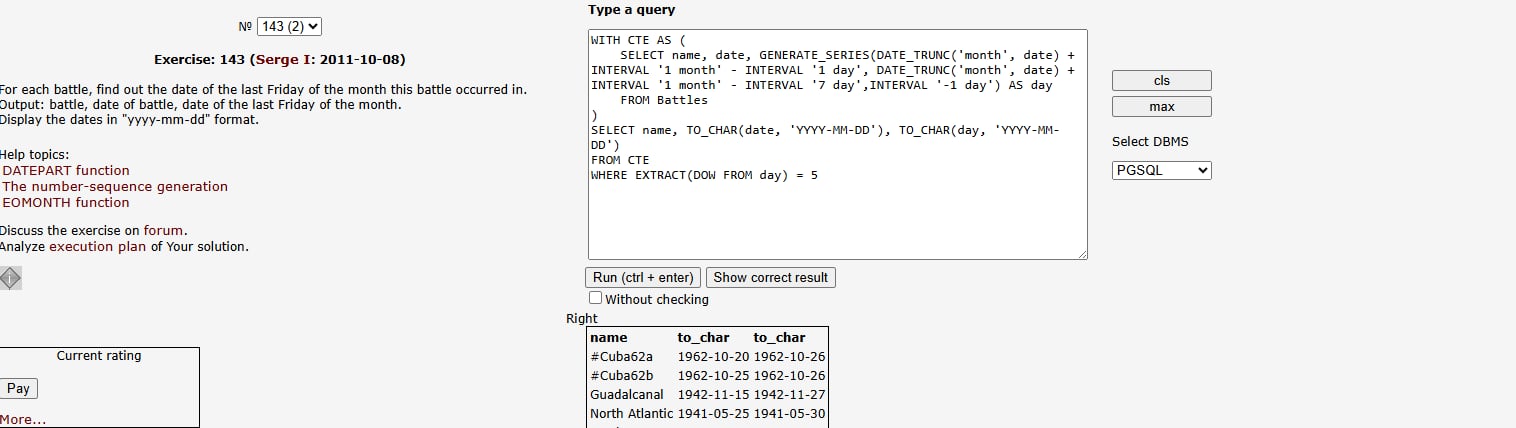 № 143 (2)
Exercise: 143 (Serge I: 2011-10-08)
For each battle, find out the date of the last Friday of the month this battle occurred in.
Output: battle, date of battle, date of the last Friday of the month.
Display the dates in "yyyy-mm-dd" format.
Help topics:
DATEPART function
The number-sequence generation
EOMONTH function
Discuss the exercise on forum.
Analyze execution plan of Your solution.
Current rating
Pay
More...
Type a query
WITH CTE AS (
    SELECT name, date, GENERATE_SERIES(DATE_TRUNC('month', date) +
INTERVAL '1 month' - INTERVAL '1 day', DATE_TRUNC('month', date) +
INTERVAL '1 month' - INTERVAL '7 day',INTERVAL '-1 day') AS day
    FROM Battles
)
SELECT name, TO_CHAR(date, 'YYYY-MM-DD'), TO_CHAR(day, 'YYYY-MM-
DD')
FROM CTE
WHERE EXTRACT(DOW FROM day) = 5
Run (ctrl + enter) Show correct result
Without checking
Right
name to_char to_char
#Cuba62a 1962-10-20 1962-10-26
#Cuba62b 1962-10-25 1962-10-26
Guadalcanal 1942-11-15 1942-11-27
North Atlantic 1941-05-25 1941-05-30
cls
max
Select DBMS
PGSQL